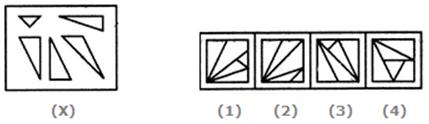 (X) (1) (2) (3) (4)